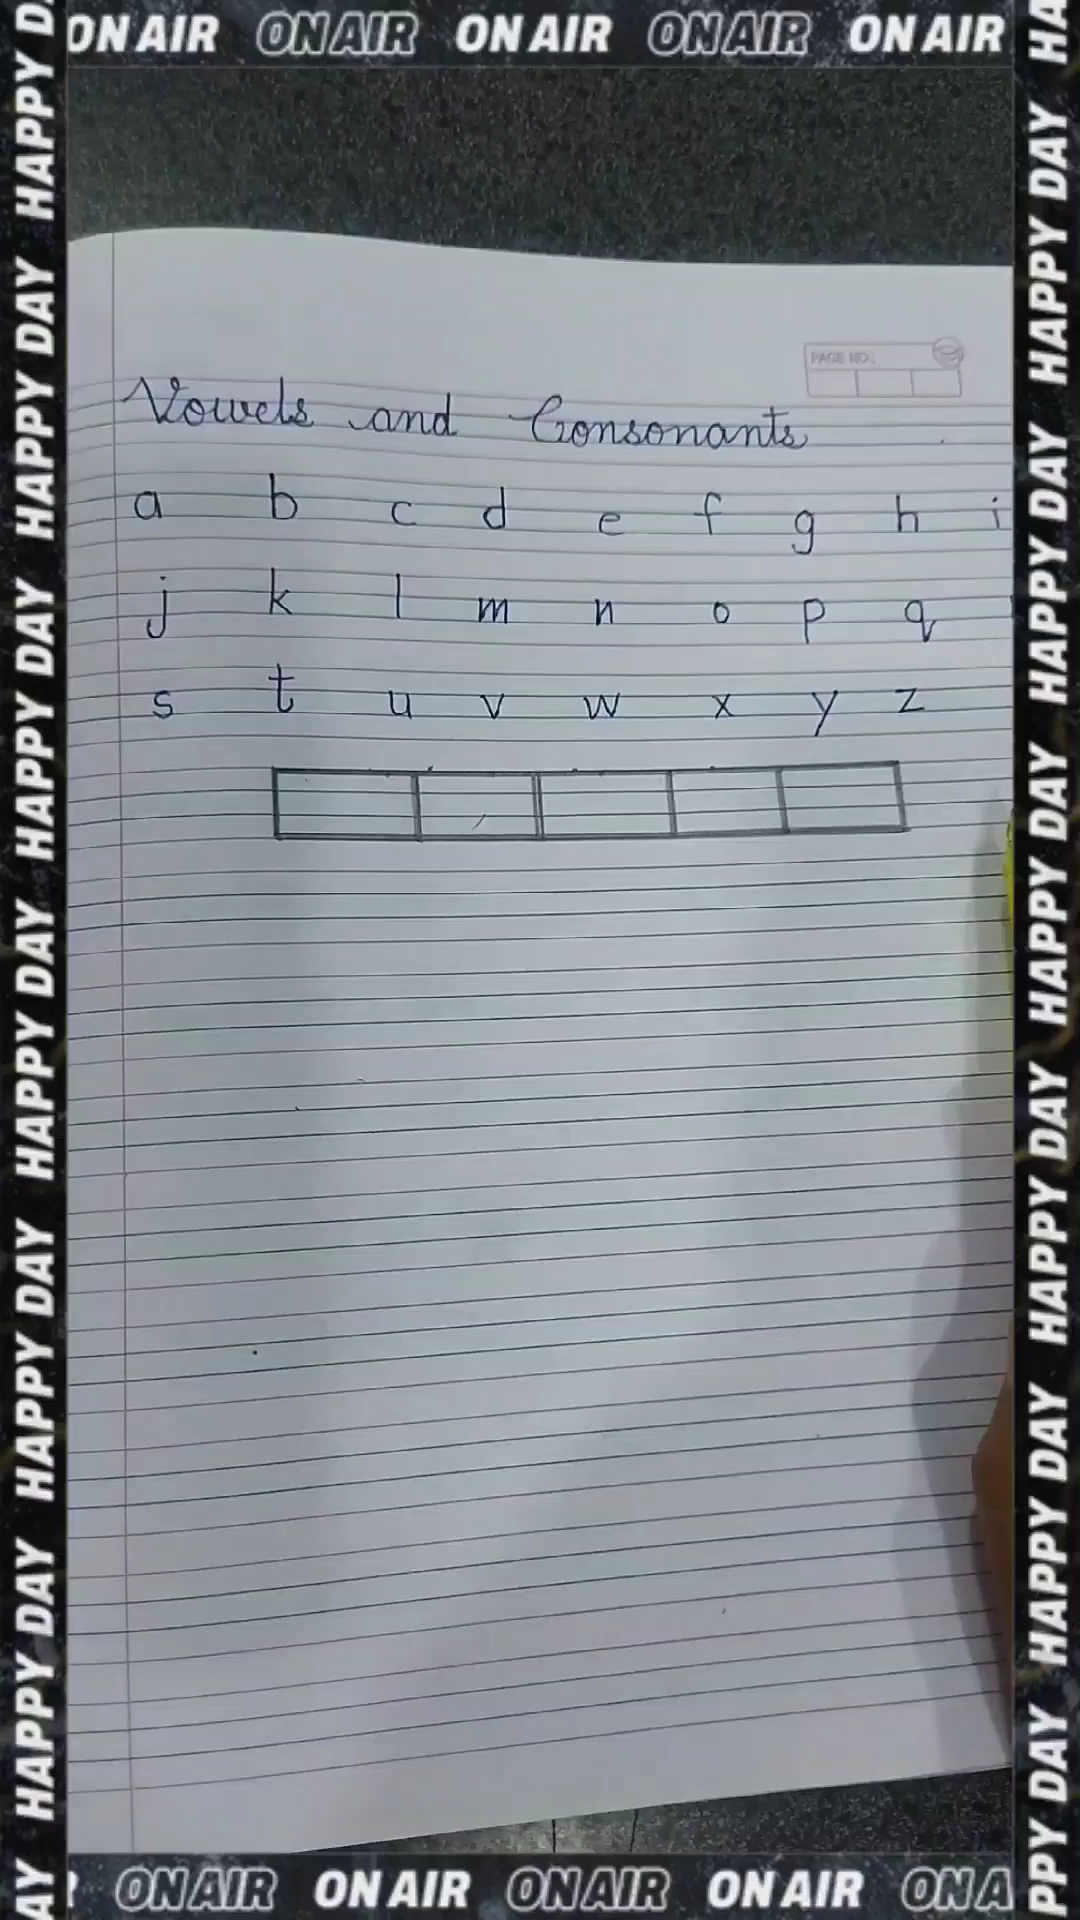 ON AIR ON AIR ON AIR ON AIR ON AIR
HAPPY DAY HAPPY DAY HAPPY DAY HAPPY DAY HAPPY DAY HAPPY DAY
PAGE NO.:
Vowels and Consonants
a b c d e f g h i
j k l m n o p q
s t u v w x y z
HAPPY DAY HAPPY DAY HAPPY DAY HAPPY DAY HAPPY DAY
ON AIR ON AIR ON AIR ON AIR